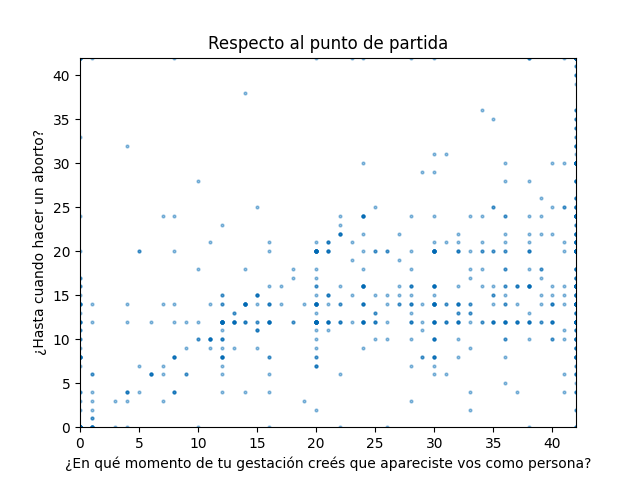 Respecto al punto de partida
¿Hasta cuando hacer un aborto?
40
35
30
25
20
15
10
5
0
0 5 10 15 20 25 30 35 40
¿En qué momento de tu gestación creés que apareciste vos como persona?